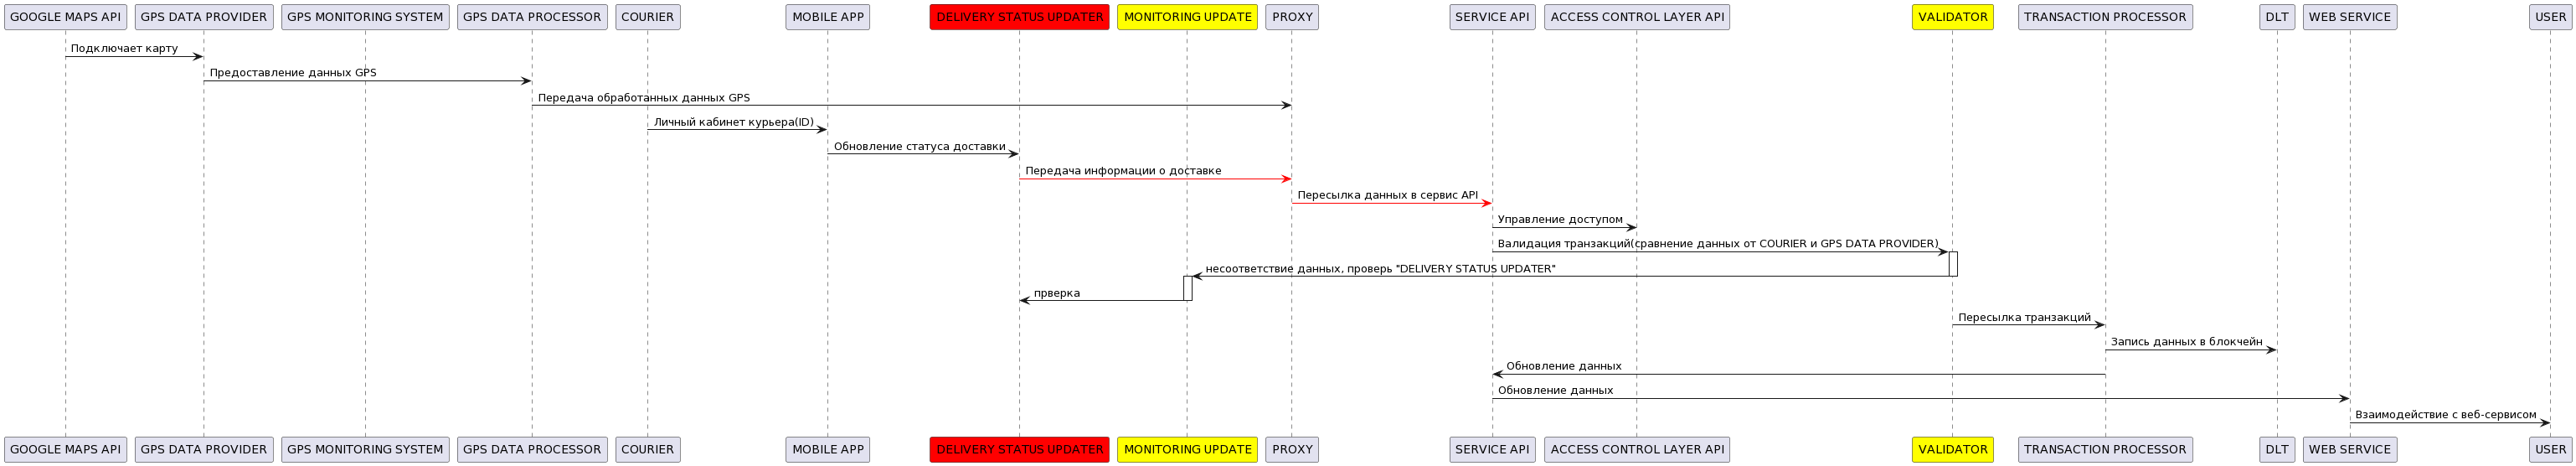 GOOGLE MAPS API
GPS DATA PROVIDER
GPS MONITORING SYSTEM
GPS DATA PROCESSOR
COURIER
MOBILE APP
DELIVERY STATUS UPDATER
MONITORING UPDATE
PROXY
SERVICE API
ACCESS CONTROL LAYER API
VALIDATOR
TRANSACTION PROCESSOR
DLT
WEB SERVICE
USER
Подключает карту
Предоставление данных GPS
Передача обработанных данных GPS
Личный кабинет курьера(ID)
Обновление статуса доставки
Передача информации о доставке
Пересылка данных в сервис API
Управление доступом
Валидация транзакций(сравнение данных от COURIER и GPS DATA PROVIDER)
несоответствие данных, проверь "DELIVERY STATUS UPDATER"
прверка
Пересылка транзакций
Запись данных в блокчейн
Обновление данных
Обновление данных
Взаимодействие с веб-сервисом
GOOGLE MAPS API
GPS DATA PROVIDER
GPS MONITORING SYSTEM
GPS DATA PROCESSOR
COURIER
MOBILE APP
DELIVERY STATUS UPDATER
MONITORING UPDATE
PROXY
SERVICE API
ACCESS CONTROL LAYER API
VALIDATOR
TRANSACTION PROCESSOR
DLT
WEB SERVICE
USER